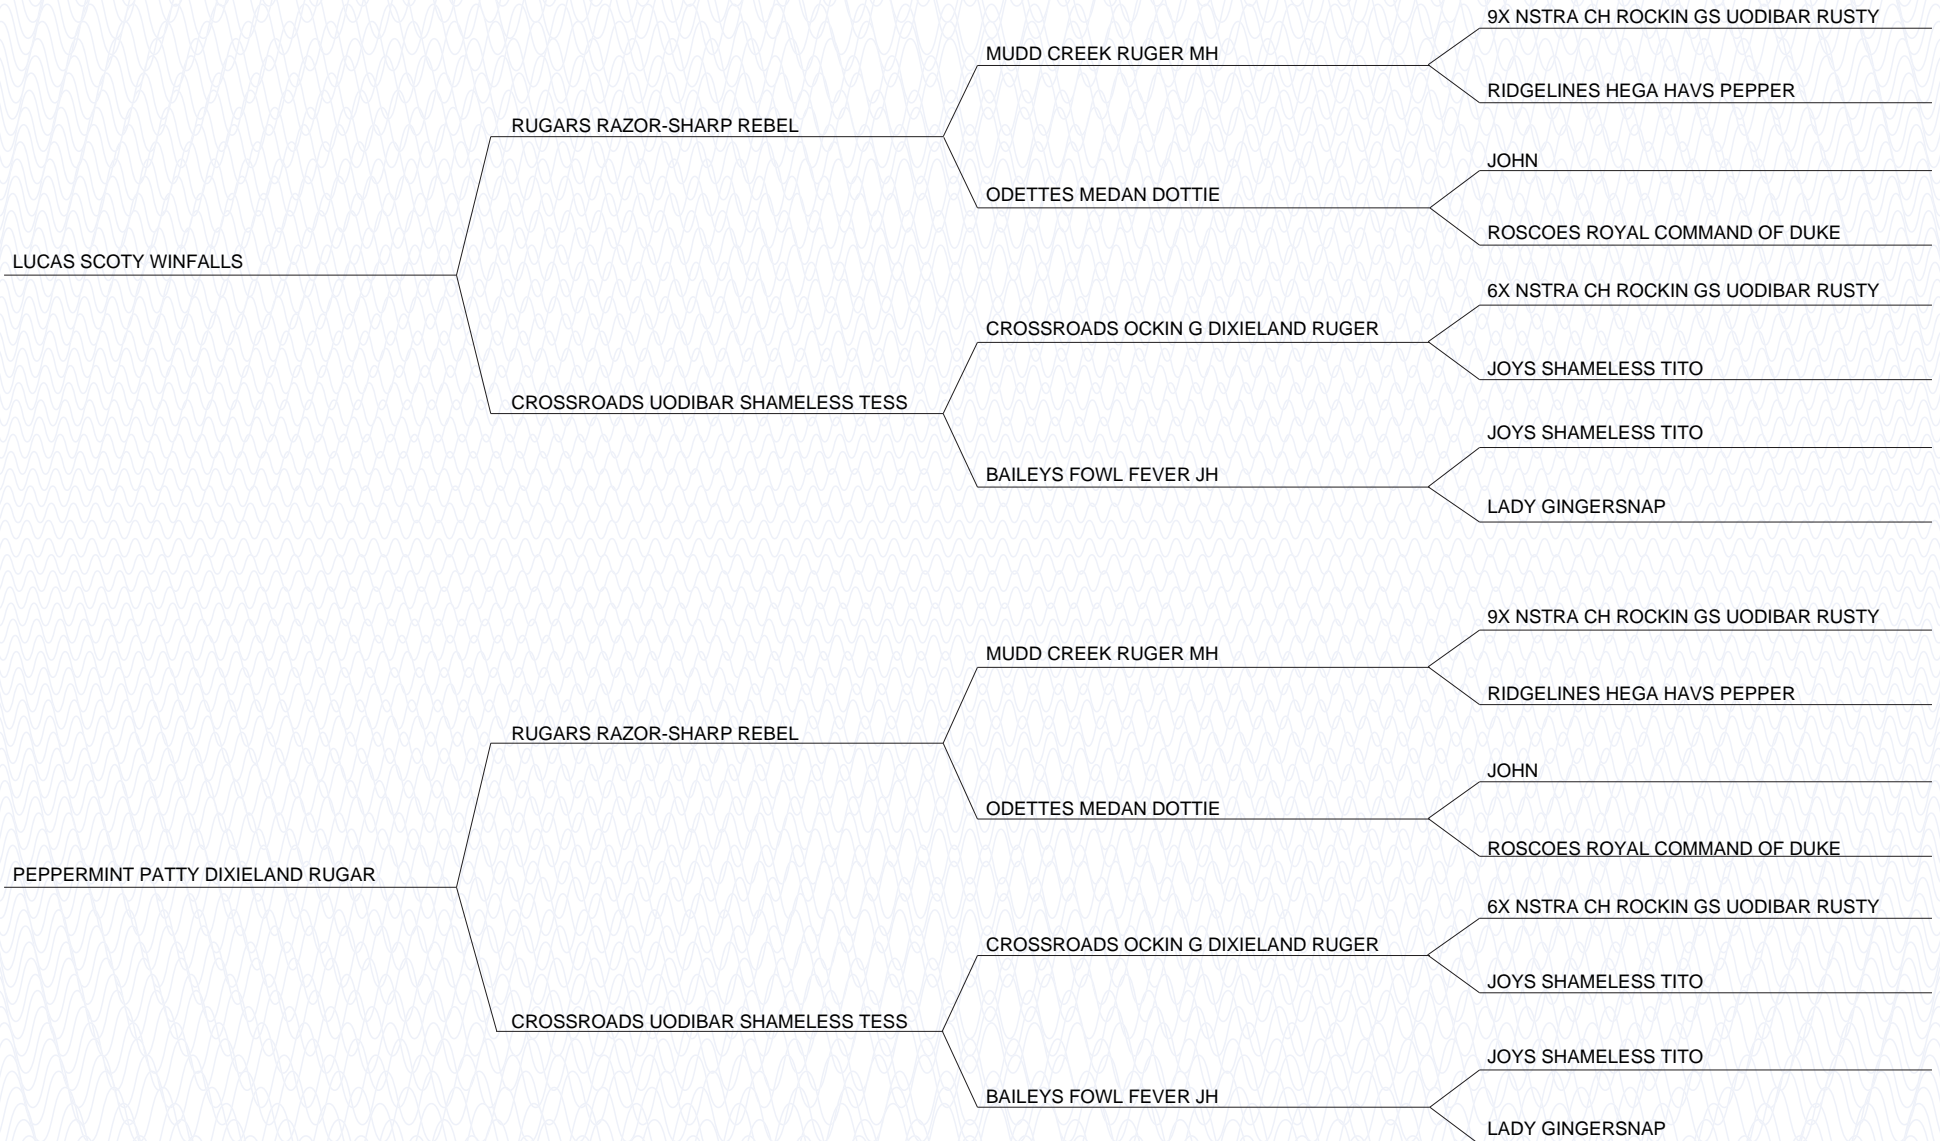 9X NSTRA CH ROCKIN GS UODIBAR RUSTY
MUDD CREEK RUGER MH
RIDGELINES HEGA HAVS PEPPER
RUGARS RAZOR-SHARP REBEL
JOHN
ODETTES MEDAN DOTTIE
ROSCOES ROYAL COMMAND OF DUKE
LUCAS SCOTY WINFALLS
6X NSTRA CH ROCKIN GS UODIBAR RUSTY
CROSSROADS OCKIN G DIXIELAND RUGER
JOYS SHAMELESS TITO
CROSSROADS UODIBAR SHAMELESS TESS
JOYS SHAMELESS TITO
BAILEYS FOWL FEVER JH
LADY GINGERSNAP
9X NSTRA CH ROCKIN GS UODIBAR RUSTY
MUDD CREEK RUGER MH
RIDGELINES HEGA HAVS PEPPER
RUGARS RAZOR-SHARP REBEL
JOHN
ODETTES MEDAN DOTTIE
ROSCOES ROYAL COMMAND OF DUKE
PEPPERMINT PATTY DIXIELAND RUGAR
6X NSTRA CH ROCKIN GS UODIBAR RUSTY
CROSSROADS OCKIN G DIXIELAND RUGER
JOYS SHAMELESS TITO
CROSSROADS UODIBAR SHAMELESS TESS
JOYS SHAMELESS TITO
BAILEYS FOWL FEVER JH
LADY GINGERSNAP